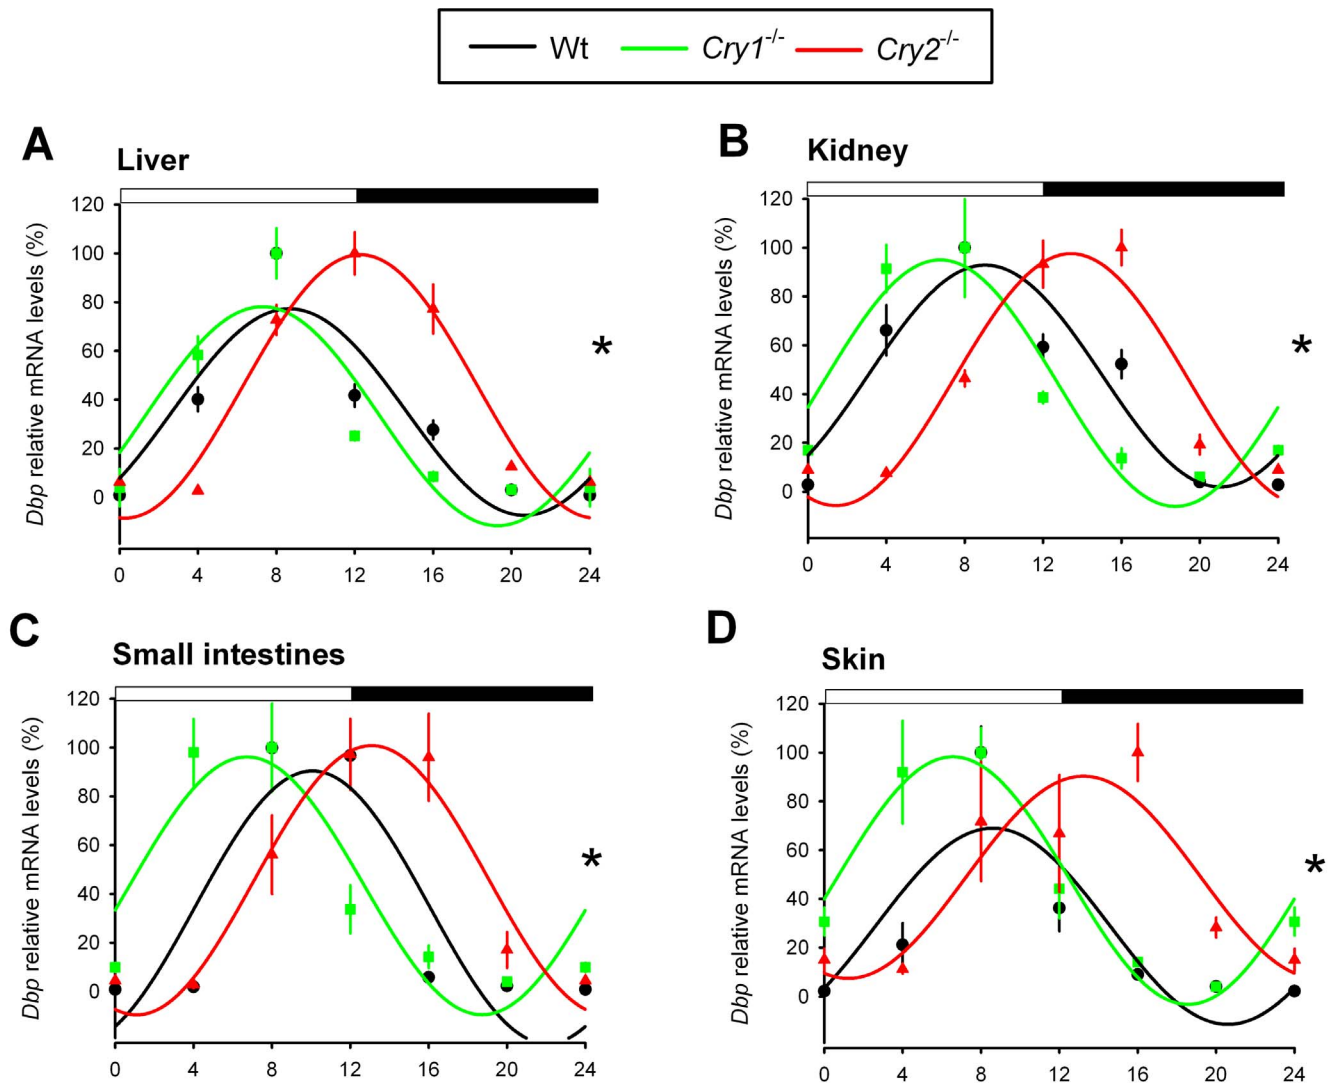 Wt Cry1-/- Cry2-/-
A
Liver
Dbp relative mRNA levels (%)
120
100
80
60
40
20
0
0 4 8 12 16 20 24
*
B
Kidney
Dbp relative mRNA levels (%)
120
100
80
60
40
20
0
0 4 8 12 16 20 24
*
C
Small intestines
Dbp relative mRNA levels (%)
120
100
80
60
40
20
0
0 4 8 12 16 20 24
*
D
Skin
Dbp relative mRNA levels (%)
120
100
80
60
40
20
0
0 4 8 12 16 20 24
*